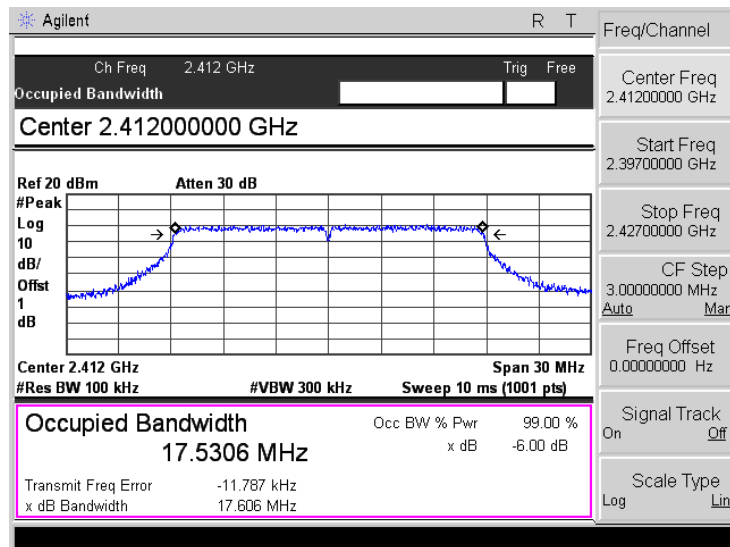 Agilent R T
Ch Freq 2.412 GHz Trig Free
Occupied Bandwidth
Center 2.412000000 GHz
Ref 20 dBm Atten 30 dB
#Peak
Log
10
dB/
Offst
1
dB
Center 2.412 GHz Span 30 MHz
#Res BW 100 kHz #VBW 300 kHz Sweep 10 ms (1001 pts)
Occupied Bandwidth Occ BW % Pwr 99.00 %
17.5306 MHz x dB -6.00 dB
Transmit Freq Error -11.787 kHz
x dB Bandwidth 17.606 MHz
Freq/Channel
Center Freq
2.41200000 GHz
Start Freq
2.39700000 GHz
Stop Freq
2.42700000 GHz
CF Step
3.00000000 MHz
Auto Man
Freq Offset
0.00000000 Hz
Signal Track
On Off
Scale Type
Log Lin